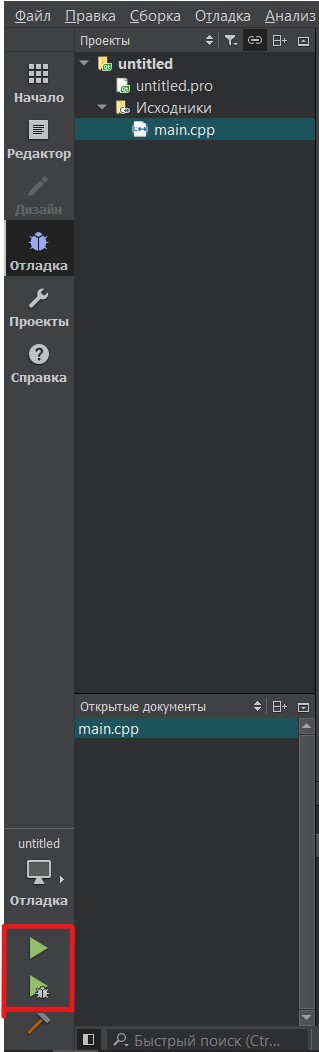 Файл Правка Сборка Отладка Анализ
Проекты
Начало
Редактор
Дизайн
Отладка
Проекты
Справка
untitled
untitled.pro
Исходники
main.cpp
Открытые документы
main.cpp
untitled
Отладка
Быстрый поиск (Ctr...